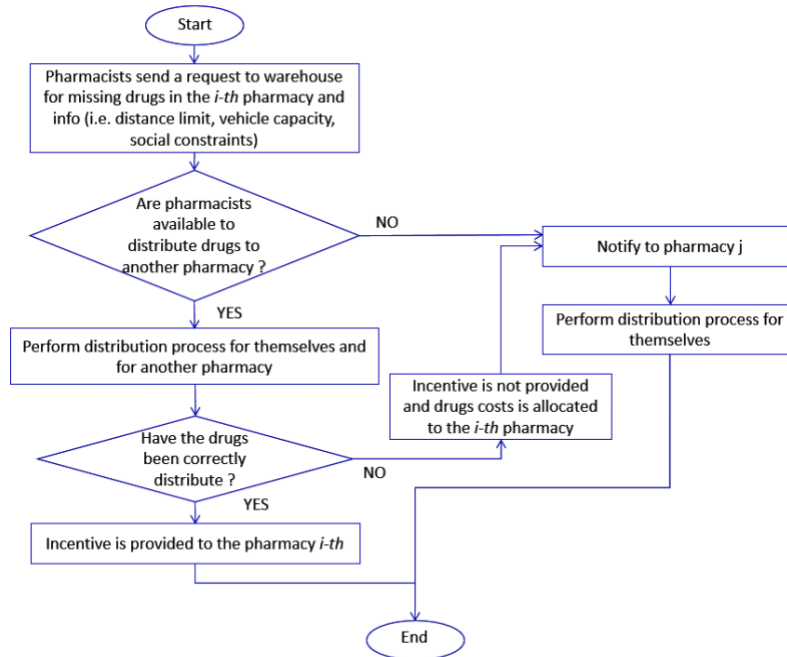 Start
Pharmacists send a request to warehouse
for missing drugs in the i-th pharmacy and
info (i.e. distance limit, vehicle capacity,
social constraints)
Are pharmacists
available to
distribute drugs to
another pharmacy ?
NO
Notify to pharmacy j
YES
Perform distribution process for
themselves
Perform distribution process for themselves and
for another pharmacy
Incentive is not provided
and drugs costs is allocated
to the i-th pharmacy
Have the drugs
been correctly
distribute ?
NO
YES
Incentive is provided to the pharmacy i-th
End